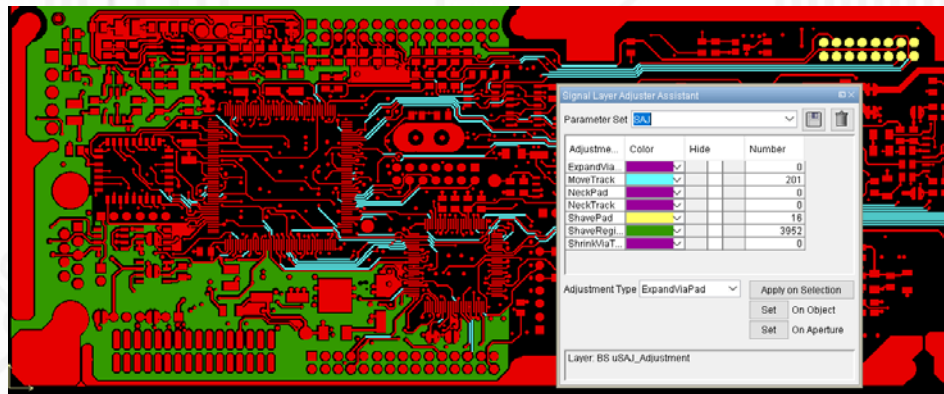 Signal Layer Adjuster Assistant
Parameter Set SAJ
Adjustme... Color Hide Number
ExpandVia... 0
MoveTrack 201
NeckPad 0
NeckTrack 0
ShavePad 16
ShaveRegi... 3952
ShrinkViaT... 0
Adjustment Type ExpandViaPad Apply on Selection
Set On Object
Set On Aperture
Layer: BS uSAJ_Adjustment